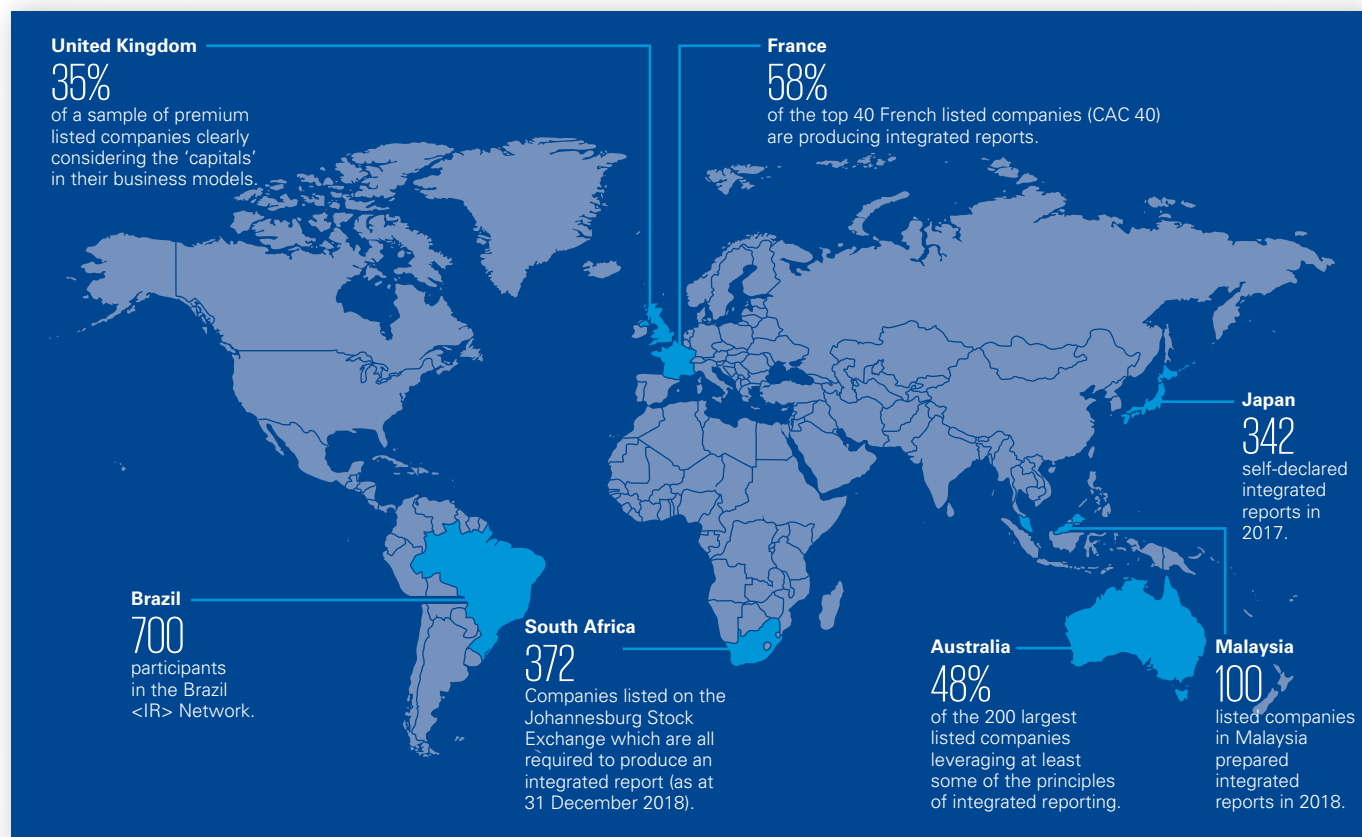 United Kingdom
35%
of a sample of premium
listed companies clearly
considering the ‘capitals’
in their business models.
France
58%
of the top 40 French listed companies (CAC 40)
are producing integrated reports.
Japan
342
self-declared
integrated
reports in
2017.
Brazil
700
participants
in the Brazil
<IR> Network.
South Africa
372
Companies listed on the
Johannesburg Stock
Exchange which are all
required to produce an
integrated report (as at
31 December 2018).
Australia
48%
of the 200 largest
listed companies
leveraging at least
some of the principles
of integrated reporting.
Malaysia
100
listed companies
in Malaysia
prepared
integrated
reports in 2018.